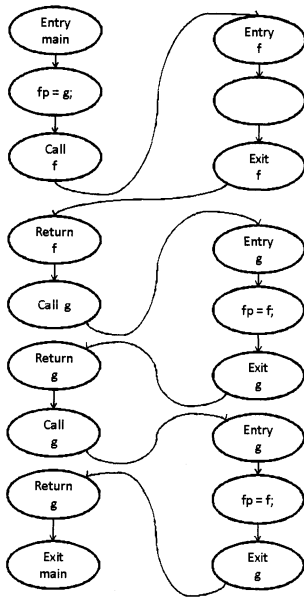 Entry
main
fp = g;
Call
f
Entry
f
Exit
f
Return
f
Call g
Entry
g
fp = f;
Exit
g
Return
g
Call
g
Entry
g
fp = f;
Exit
g
Return
g
Exit
main